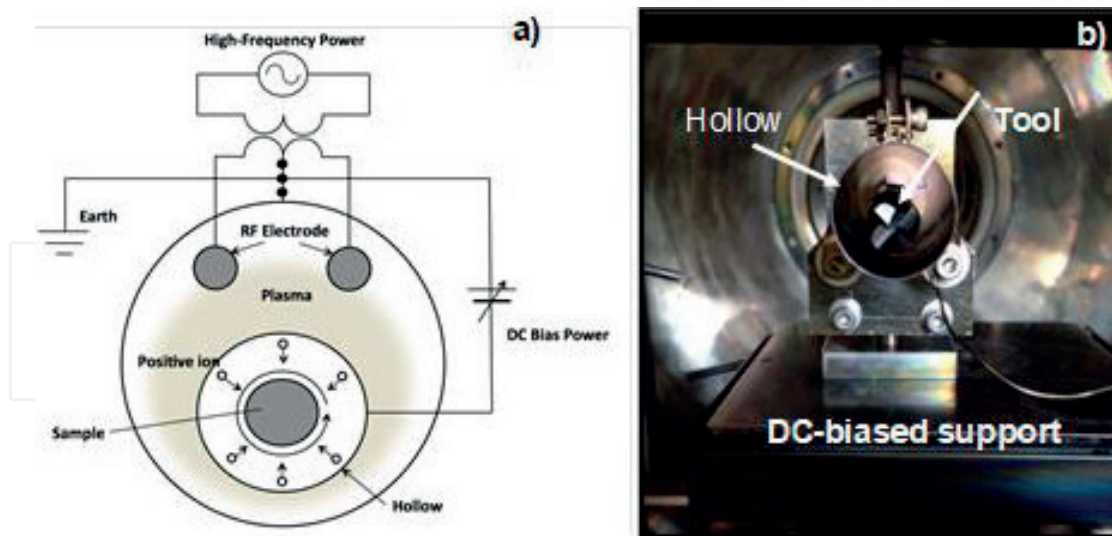 a)
High-Frequency Power
Earth
RF Electrode
Plasma
DC Bias Power
Positive ion
Sample
Hollow
b)
Hollow
Tool
DC-biased support